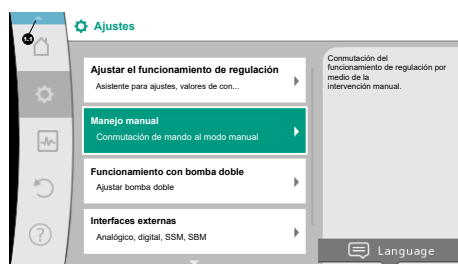 1.1
Ajustes
Ajustar el funcionamiento de regulación
Asistente para ajustes, valores de con...
Manejo manual
Conmutación de mando al modo manual
Funcionamiento con bomba doble
Ajustar bomba doble
Interfaces externas
Analógico, digital, SSM, SBM
Conmutación del
funcionamiento de regulación por
medio de la
intervención manual.
Language